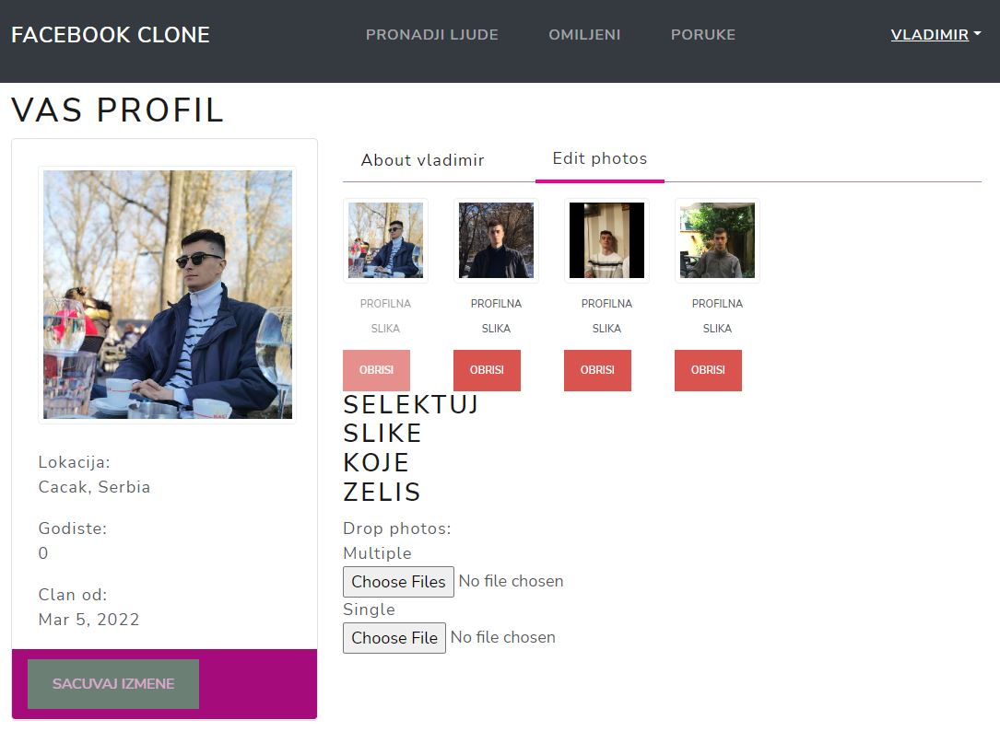 FACEBOOK CLONE
PRONADJI LJUDE
OMILJENI
PORUKE
VLADIMIR
VAS PROFIL
Lokacija:
Cacak, Serbia
Godiste:
0
Clan od:
Mar 5, 2022
SACUVAJ IZMENE
About vladimir
Edit photos
PROFILNA
SLIKA
OBRISI
PROFILNA
SLIKA
OBRISI
PROFILNA
SLIKA
OBRISI
PROFILNA
SLIKA
OBRISI
SELEKTUJ
SLIKE
KOJE
ZELIS
Drop photos:
Multiple
Choose Files No file chosen
Single
Choose File No file chosen